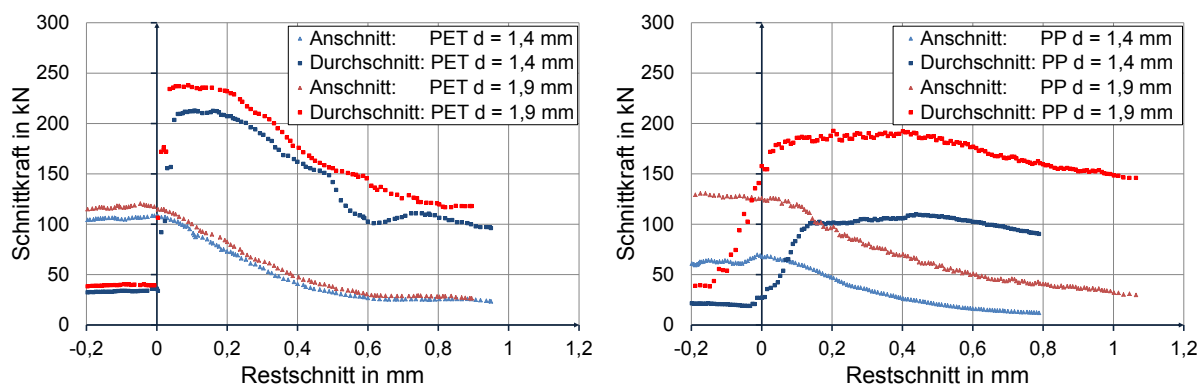 300
250
200
150
100
50
0
Schnittkraft in kN
Anschnitt: PET d = 1,4 mm
Durchschnitt: PET d = 1,4 mm
Anschnitt: PET d = 1,9 mm
Durchschnitt: PET d = 1,9 mm
-0,2 0 0,2 0,4 0,6 0,8 1 1,2
Restschnitt in mm
300
250
200
150
100
50
0
Schnittkraft in kN
Anschnitt: PP d = 1,4 mm
Durchschnitt: PP d = 1,4 mm
Anschnitt: PP d = 1,9 mm
Durchschnitt: PP d = 1,9 mm
-0,2 0 0,2 0,4 0,6 0,8 1 1,2
Restschnitt in mm